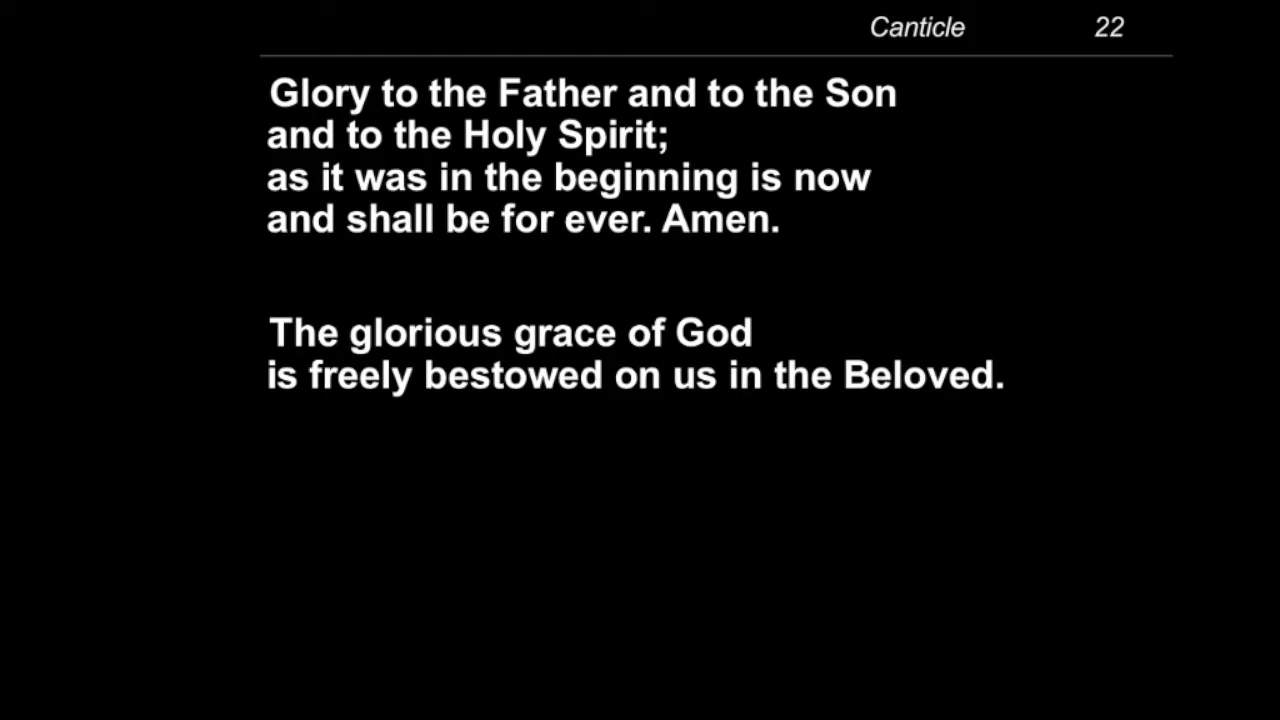 Canticle 22
Glory to the Father and to the Son
and to the Holy Spirit;
as it was in the beginning is now
and shall be for ever. Amen.
The glorious grace of God
is freely bestowed on us in the Beloved.